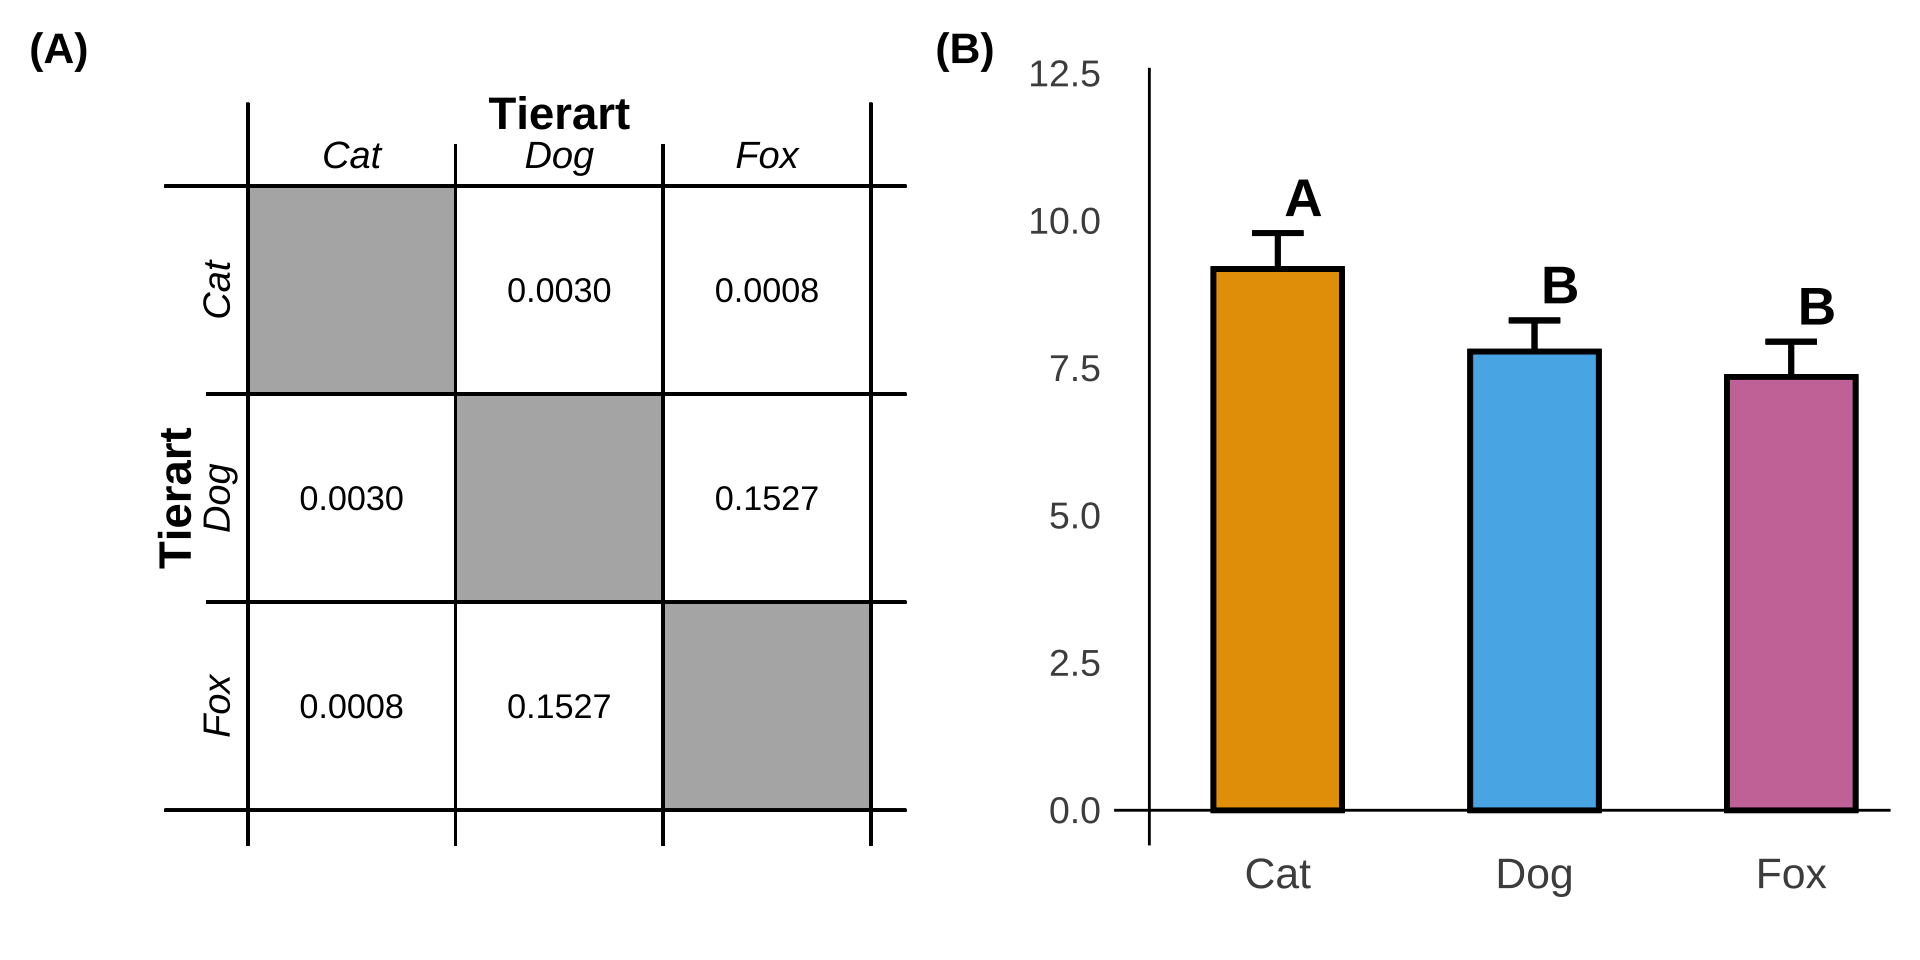 (A)
Tierart
Cat Dog Fox
Cat 0.0030 0.0008
Tierart
Dog 0.0030 0.1527
Fox 0.0008 0.1527
(B)
12.5
10.0
7.5
5.0
2.5
0.0
A
B
B
Cat Dog Fox